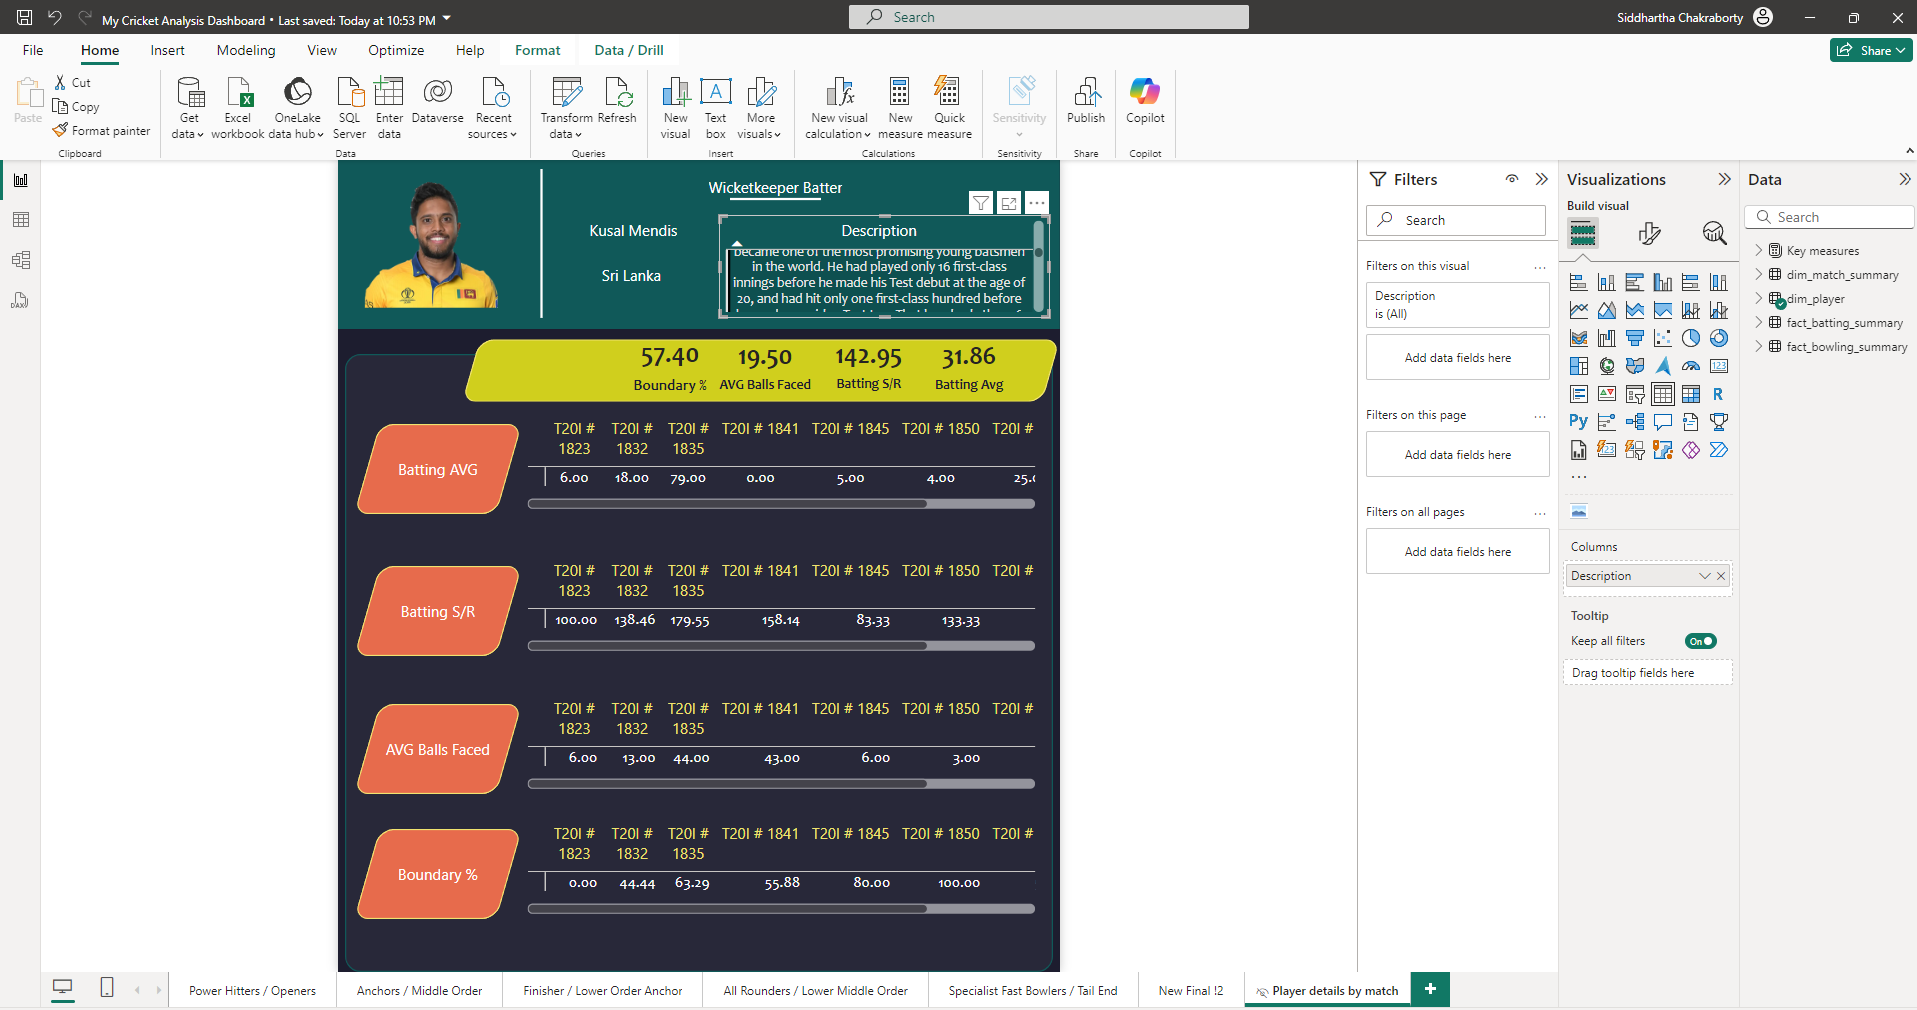 My Cricket Analysis Dashboard • Last saved: Today at 10:53 PM
Search
Siddhartha Chakraborty
File Home Insert Modeling View Optimize Help Format Data / Drill
Share
Paste
Cut
Copy
Format painter
Clipboard
Get data
Excel workbook
OneLake data hub
SQL Server
Enter data
Dataverse
Recent sources
Data
Transform data
Refresh
Queries
New visual
Text box
More visuals
Insert
New visual calculation
New measure
Quick measure
Calculations
Sensitivity
Sensitivity
Publish
Share
Copilot
Copilot
Wicketkeeper Batter
Kusal Mendis
Sri Lanka
Description
became one of the most promising young batsmen
in the world. He had played only 16 first-class
innings before he made his Test debut at the age of
20, and had hit only one first-class hundred before
57.40 19.50 142.95 31.86
Boundary % AVG Balls Faced Batting S/R Batting Avg
Batting AVG
T20I # 1823 T20I # 1832 T20I # 1835 T20I # 1841 T20I # 1845 T20I # 1850 T20I #
6.00 18.00 79.00 0.00 5.00 4.00 25.0
Batting S/R
T20I # 1823 T20I # 1832 T20I # 1835 T20I # 1841 T20I # 1845 T20I # 1850 T20I #
100.00 138.46 179.55 158.14 83.33 133.33
AVG Balls Faced
T20I # 1823 T20I # 1832 T20I # 1835 T20I # 1841 T20I # 1845 T20I # 1850 T20I #
6.00 13.00 44.00 43.00 6.00 3.00
Boundary %
T20I # 1823 T20I # 1832 T20I # 1835 T20I # 1841 T20I # 1845 T20I # 1850 T20I #
0.00 44.44 63.29 55.88 80.00 100.00
Filters
Search
Filters on this visual ...
Description
is (All)
Add data fields here
Filters on this page ...
Add data fields here
Filters on all pages ...
Add data fields here
Visualizations
Build visual
123
R
Py
123
...
Columns
Description
Tooltip
Keep all filters
On
Drag tooltip fields here
Data
Search
Key measures
dim_match_summary
dim_player
fact_batting_summary
fact_bowling_summary
Power Hitters / Openers
Anchors / Middle Order
Finisher / Lower Order Anchor
All Rounders / Lower Middle Order
Specialist Fast Bowlers / Tail End
New Final !2
Player details by match
+